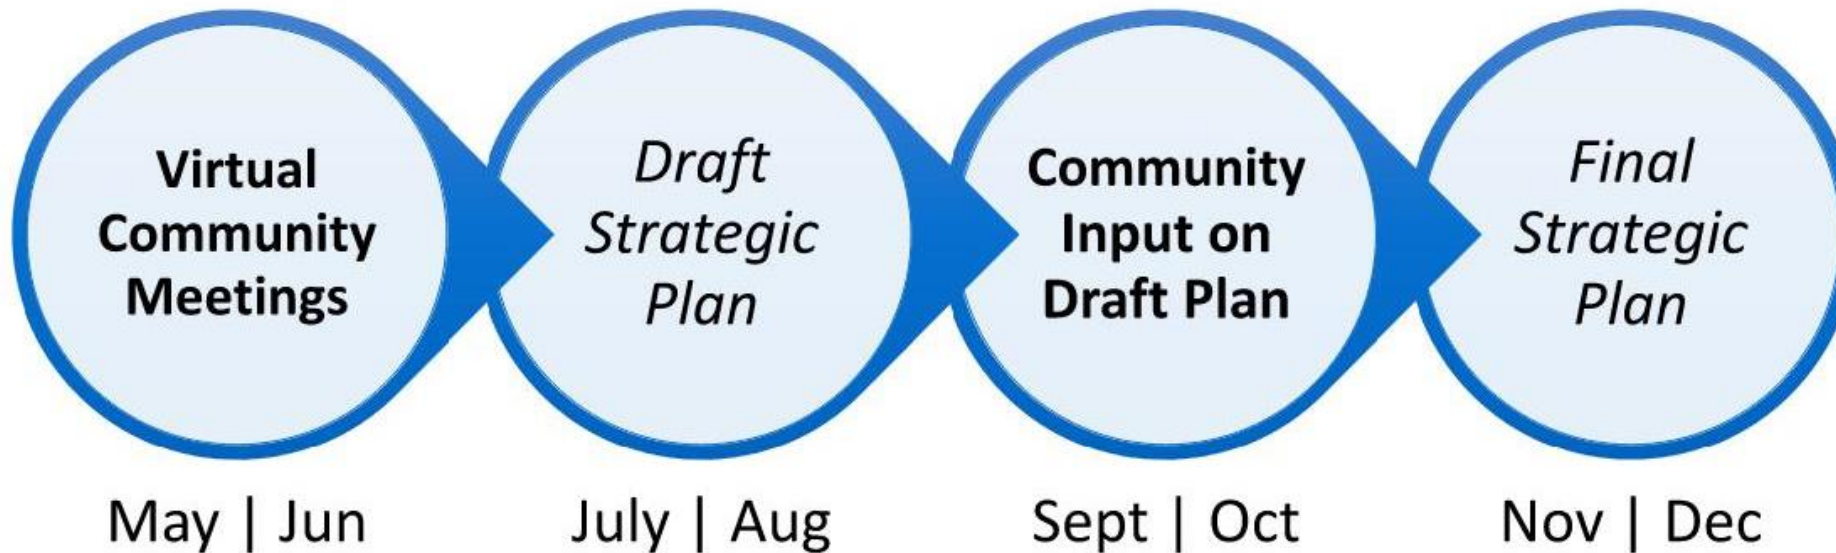 Virtual
Community
Meetings
Draft
Strategic
Plan
Community
Input on
Draft Plan
Final
Strategic
Plan
May | Jun
July | Aug
Sept | Oct
Nov | Dec